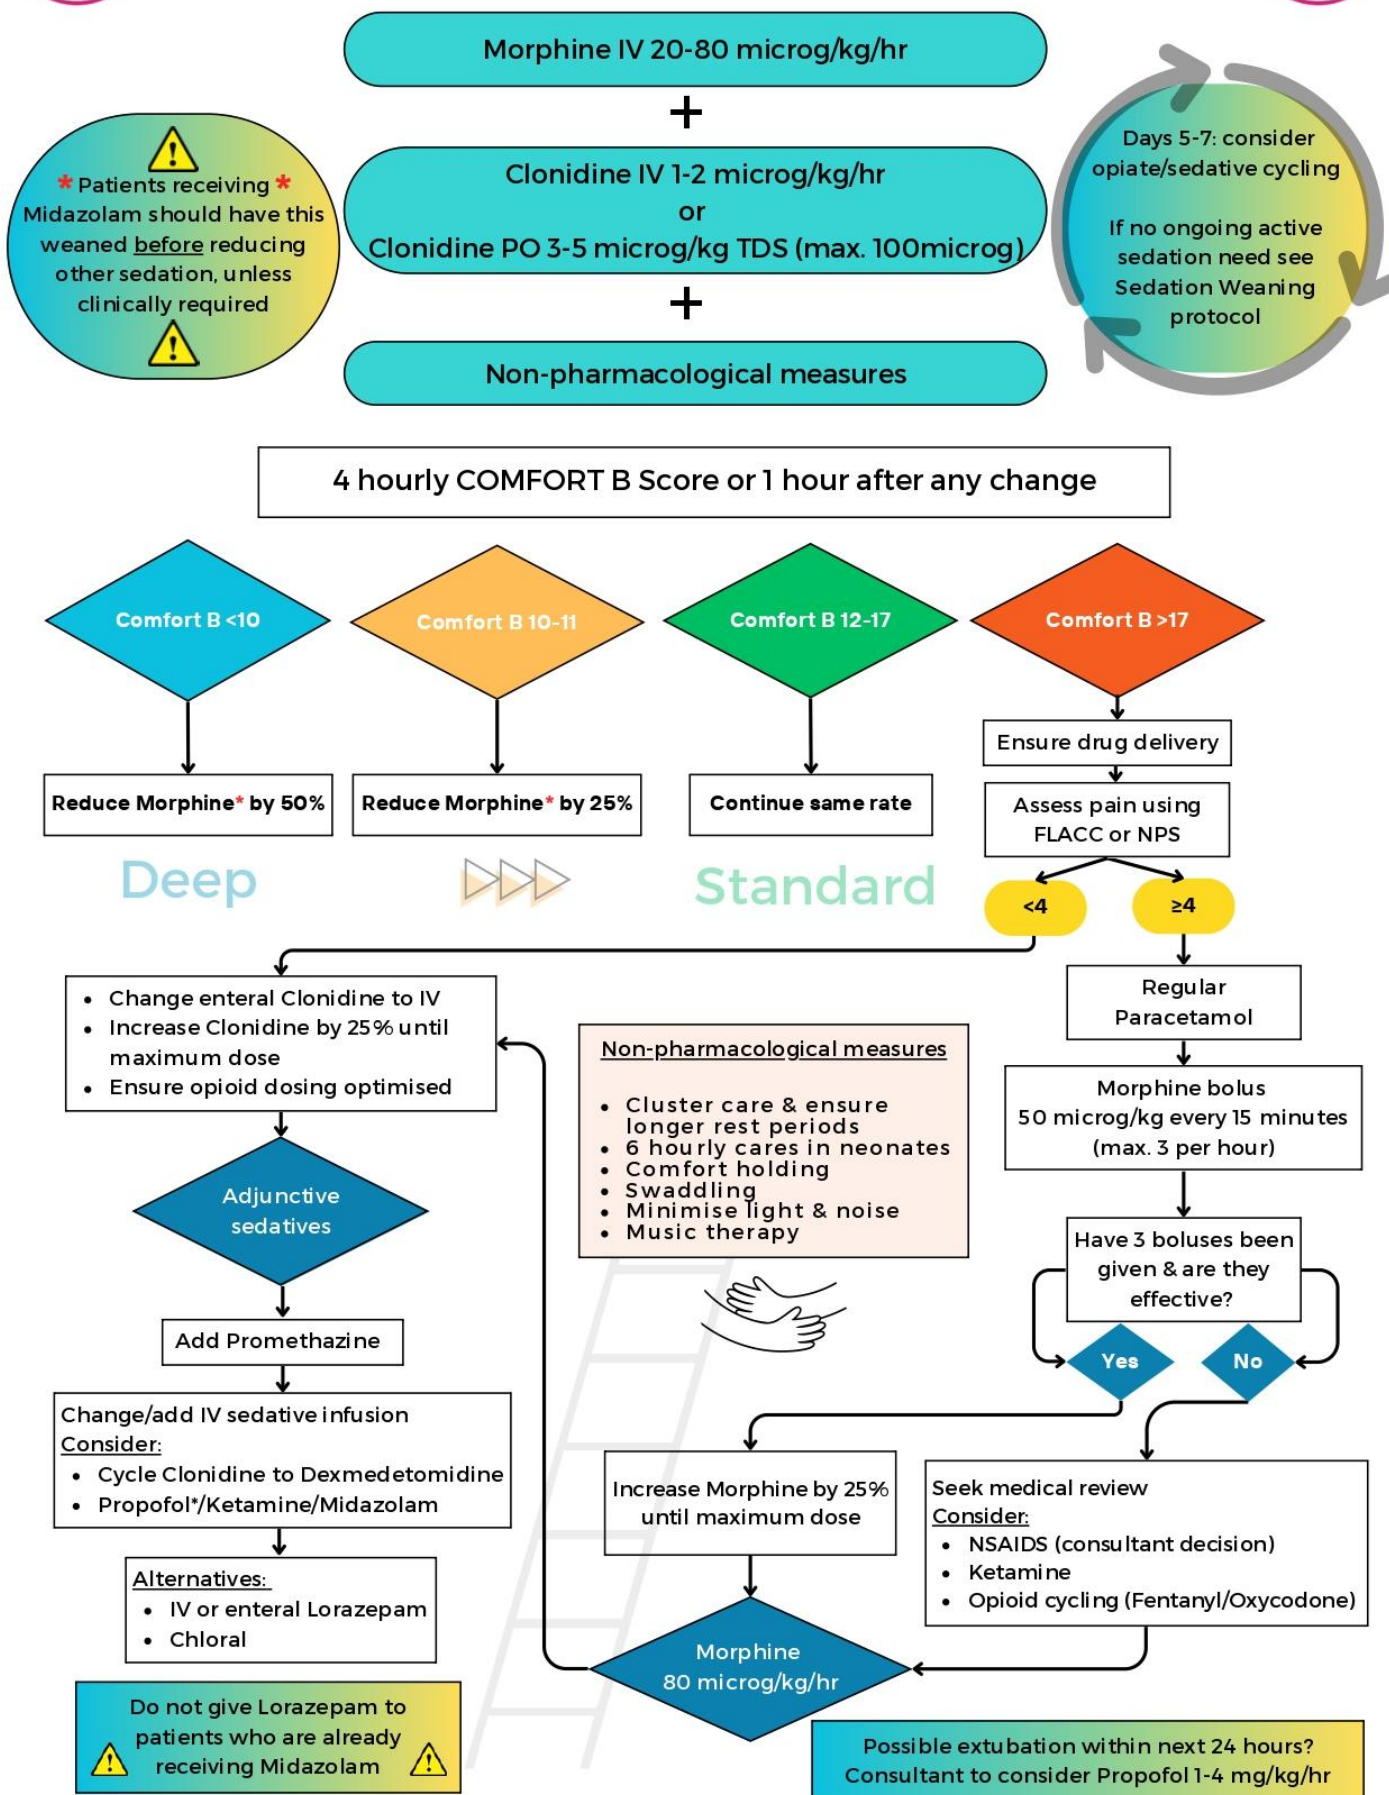 Morphine IV 20-80 microg/kg/hr
+
Clonidine IV 1-2 microg/kg/hr
or
Clonidine PO 3-5 microg/kg TDS (max. 100microg)
+
Non-pharmacological measures
* Patients receiving *
Midazolam should have this
weaned before reducing
other sedation, unless
clinically required
Days 5-7: consider
opiate/sedative cycling
If no ongoing active
sedation need see
Sedation Weaning
protocol
4 hourly COMFORT B Score or 1 hour after any change
Comfort B <10
Comfort B 10-11
Comfort B 12-17
Comfort B >17
Reduce Morphine* by 50%
Reduce Morphine* by 25%
Continue same rate
Ensure drug delivery
Assess pain using
FLACC or NPS
Deep
Standard
<4
≥4
• Change enteral Clonidine to IV
• Increase Clonidine by 25% until
maximum dose
• Ensure opioid dosing optimised
Adjunctive
sedatives
Add Promethazine
Change/add IV sedative infusion
Consider:
• Cycle Clonidine to Dexmedetomidine
• Propofol*/Ketamine/Midazolam
Alternatives:
• IV or enteral Lorazepam
• Chloral
Do not give Lorazepam to
patients who are already
receiving Midazolam
Non-pharmacological measures
• Cluster care & ensure
longer rest periods
• 6 hourly cares in neonates
• Comfort holding
• Swaddling
• Minimise light & noise
• Music therapy
Regular
Paracetamol
Morphine bolus
50 microg/kg every 15 minutes
(max. 3 per hour)
Have 3 boluses been
given & are they
effective?
Yes
No
Increase Morphine by 25%
until maximum dose
Seek medical review
Consider:
• NSAIDS (consultant decision)
• Ketamine
• Opioid cycling (Fentanyl/Oxycodone)
Morphine
80 microg/kg/hr
Possible extubation within next 24 hours?
Consultant to consider Propofol 1-4 mg/kg/hr